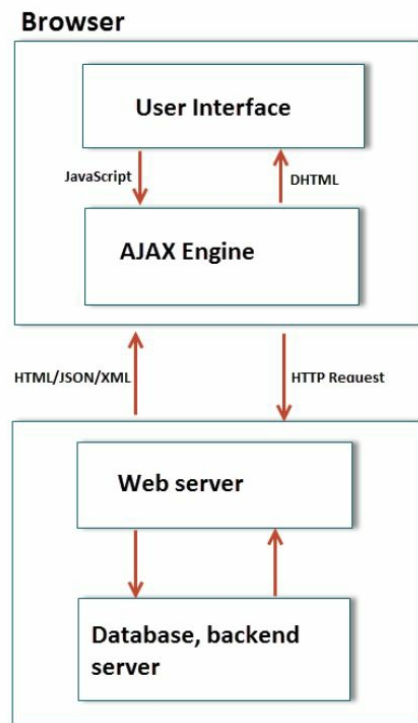 Browser
User Interface
JavaScript
DHTML
AJAX Engine
HTML/JSON/XML
HTTP Request
Web server
Database, backend
server